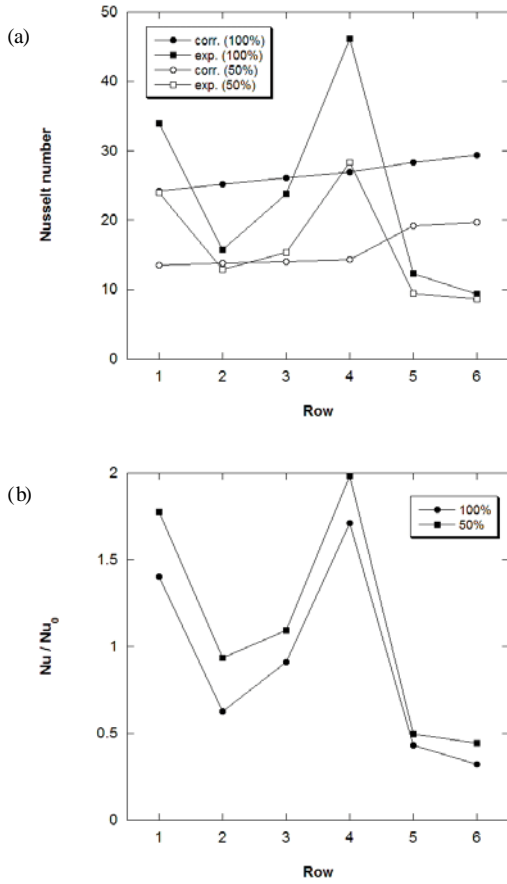 (a)
50
40
30
20
10
0
Nusselt number
corr. (100%)
exp. (100%)
corr. (50%)
exp. (50%)
1 2 3 4 5 6
Row
(b)
2
1.5
1
0.5
0
Nu / Nu0
100%
50%
1 2 3 4 5 6
Row